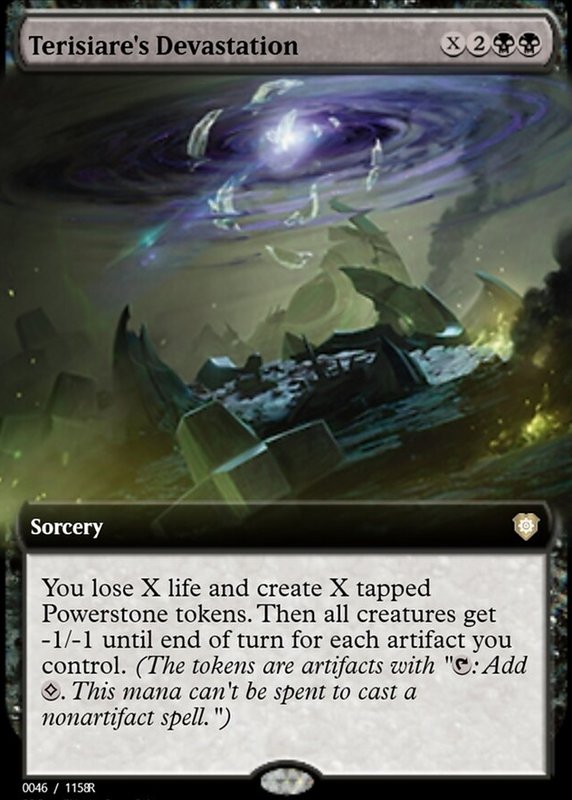 Terisiare's Devastation X 2
Sorcery
You lose X life and create X tapped
Powerstone tokens. Then all creatures get
-1/-1 until end of turn for each artifact you
control. (The tokens are artifacts with ": Add
. This mana can't be spent to cast a
nonartifact spell.")
0046 / 1158R